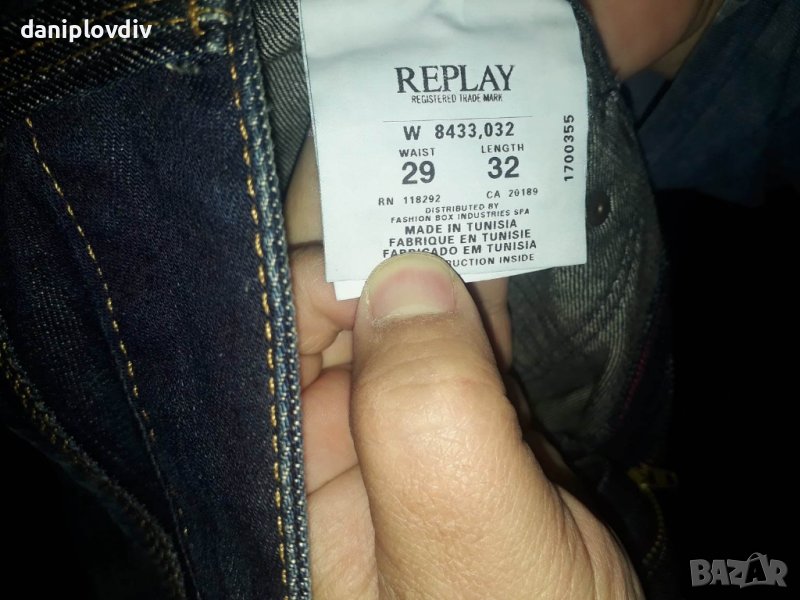 daniplovdiv
REPLAY
REGISTERED TRADE MARK
W 8433,032
WAIST LENGTH
29 32
1700355
RN 118292 CA 20189
DISTRIBUTED BY
FASHION BOX INDUSTRIES SPA
MADE IN TUNISIA
FABRIQUE EN TUNISIE
FABRICADO EM TUNISIA
INSIDE
BAZAR